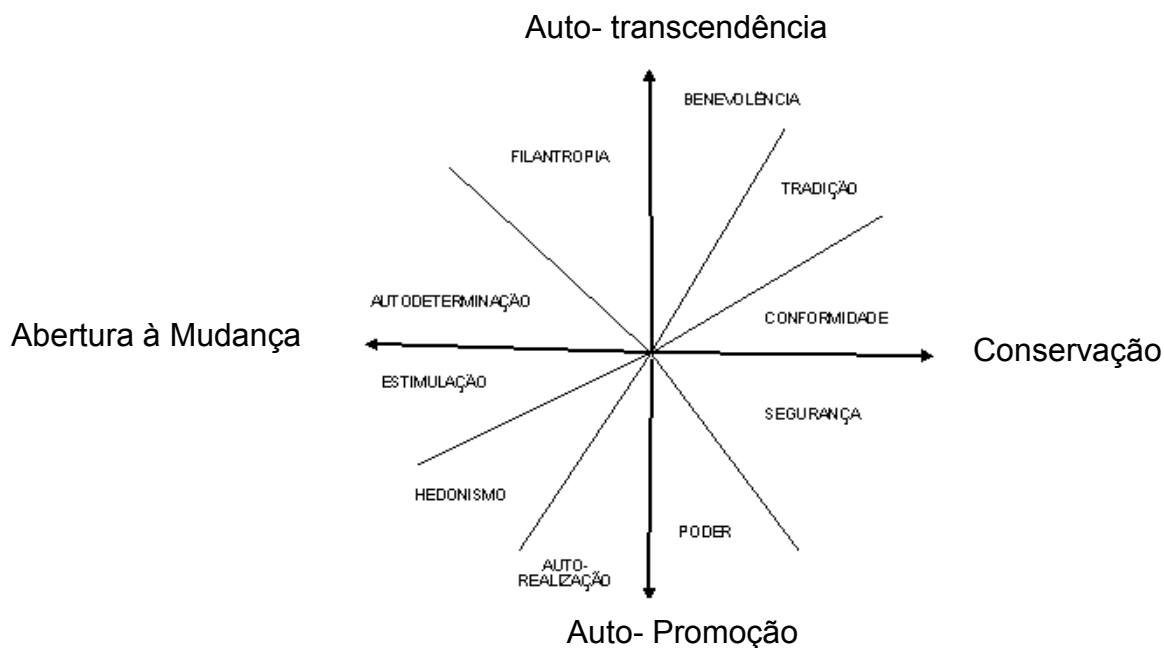 Auto- transcendência
BENEVOLÊNCIA
FILANTROPIA
TRADIÇÃO
AUTODETERMINAÇÃO
CONFORMIDADE
Abertura à Mudança
Conservação
ESTIMULAÇÃO
SEGURANÇA
HEDONISMO
PODER
AUTO-
REALIZAÇÃO
Auto- Promoção